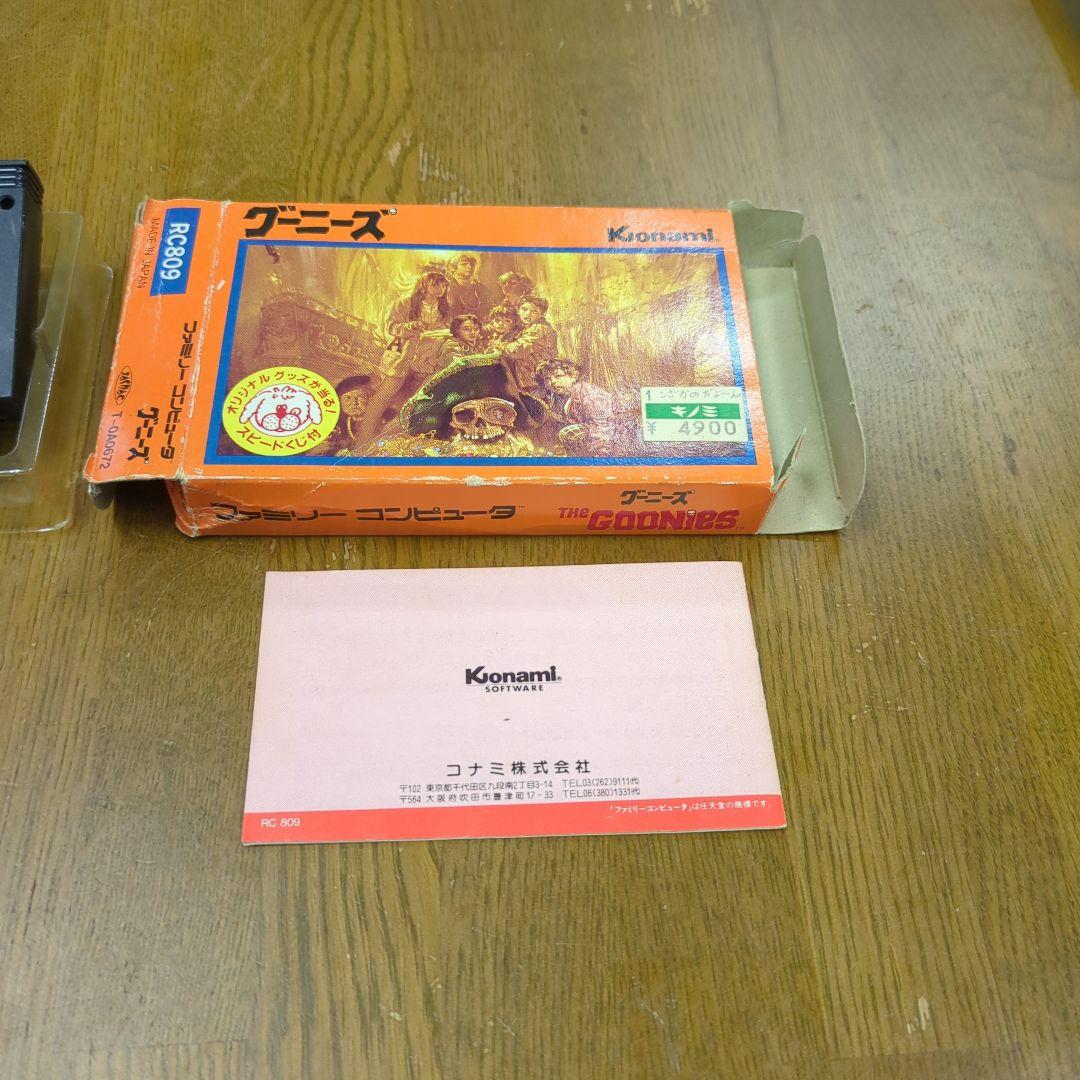 グーニーズ
Konami
RC809
MADE IN JAPAN
ファミリーコンピュータ
グーニーズ
T-0A0672
オリジナルグッズが当る!
スピードくじ付
キノミ
¥ 4900
ファミリーコンピュータ™
グーニーズ
THE GOONIES™
Konami®
SOFTWARE
コナミ株式会社
〒102 東京都千代田区九段南2丁目3-14 TEL03(262)9111代
〒564 大阪府吹田市豊津町17-33 TEL06(380)1331代
「ファミリーコンピュータ」は任天堂の商標です。
RC 809